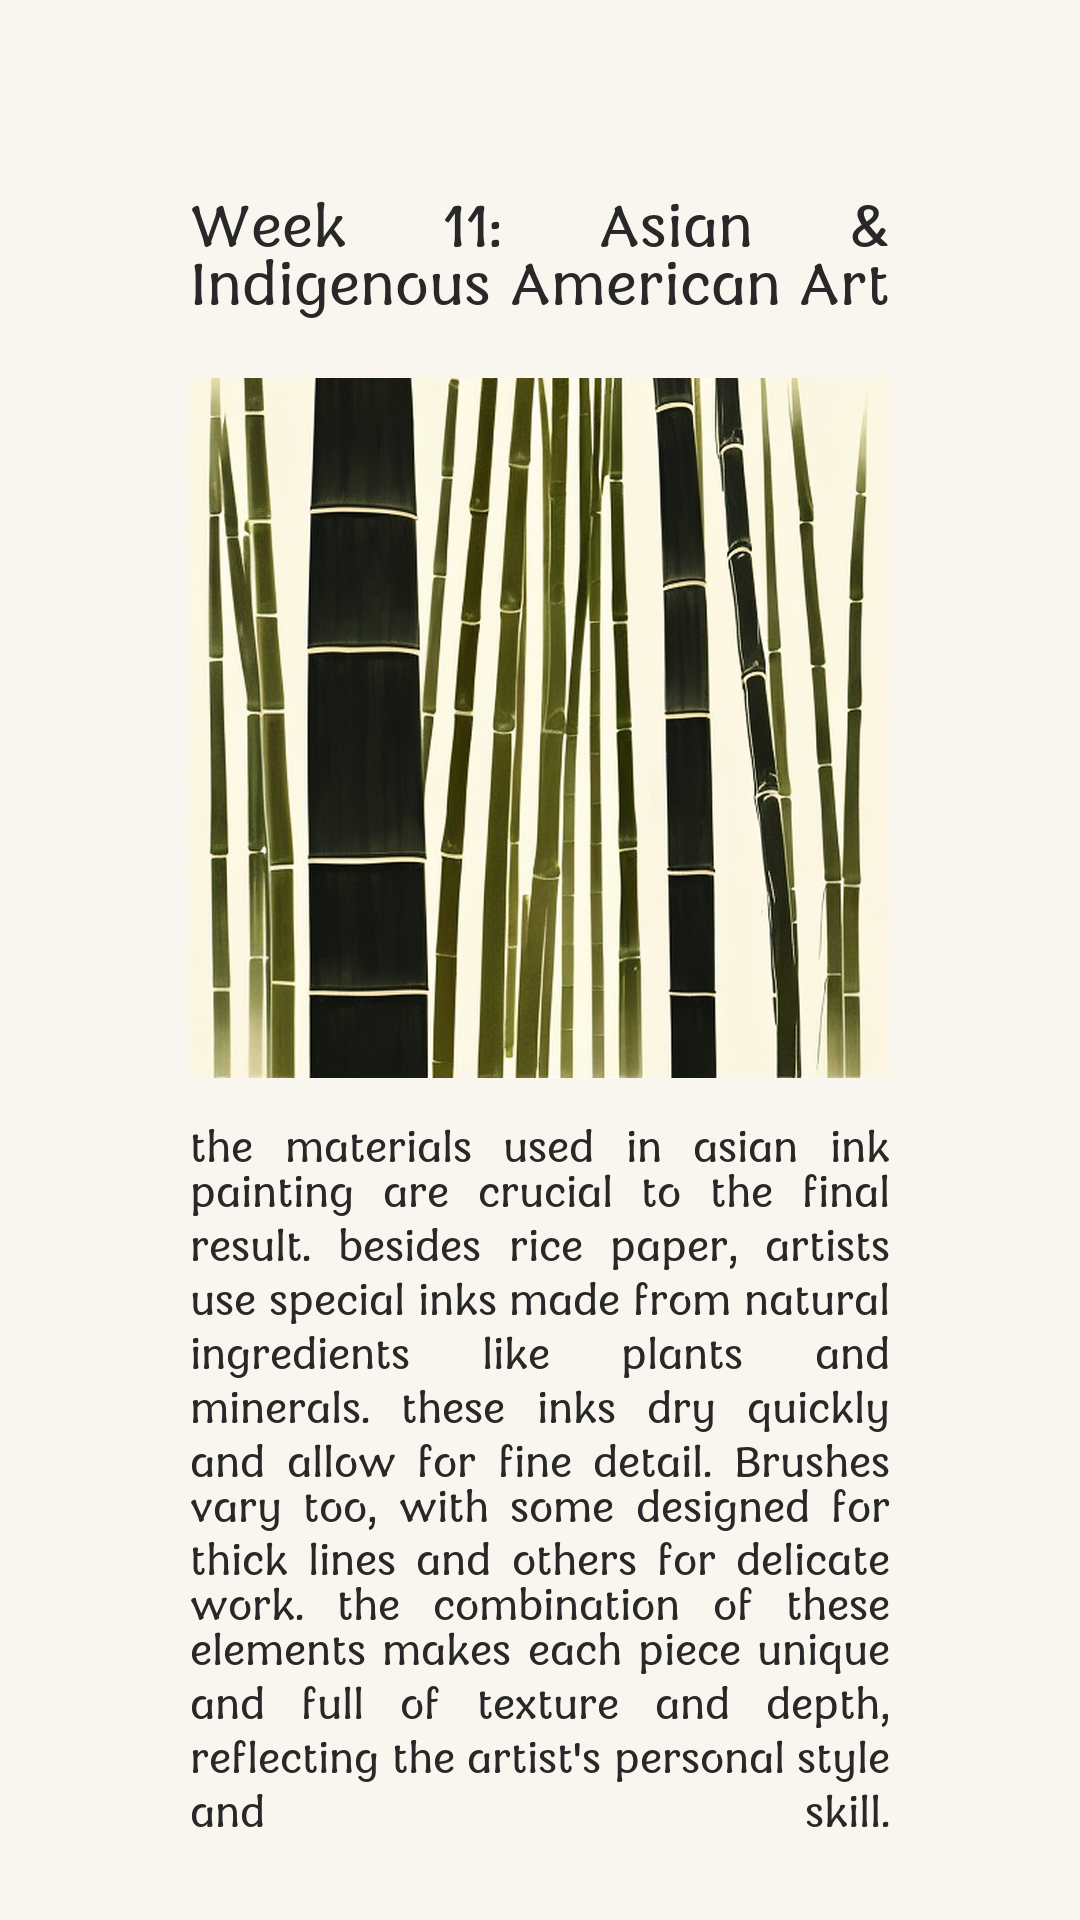 Week 11: Asian &
Indigenous American Art
the materials used in asian ink
painting are crucial to the final
result. besides rice paper, artists
use special inks made from natural
ingredients like plants and
minerals. these inks dry quickly
and allow for fine detail. Brushes
vary too, with some designed for
thick lines and others for delicate
work. the combination of these
elements makes each piece unique
and full of texture and depth,
reflecting the artist's personal style
and skill.